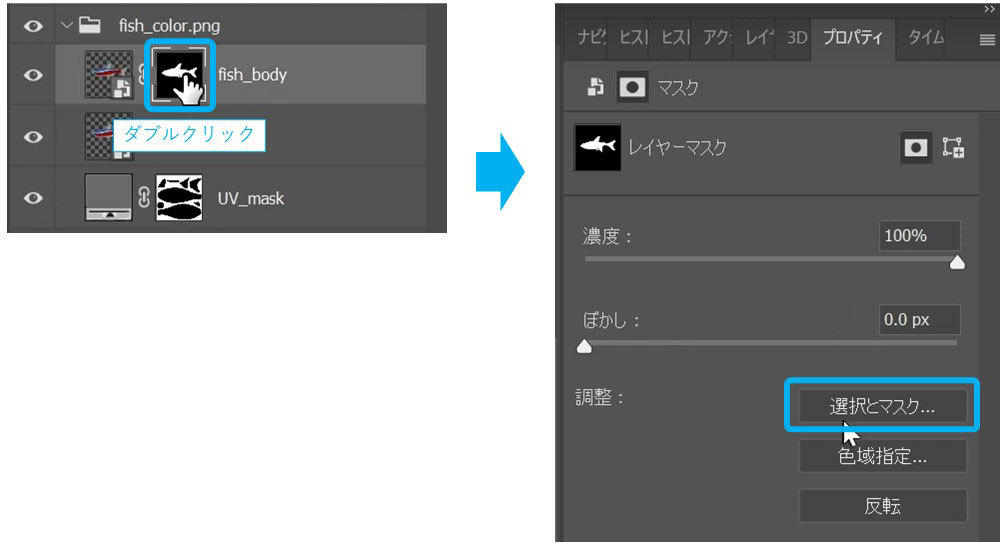 fish_color.png
fish_body
ダブルクリック
UV_mask
ナビ ヒスト ヒスト アク レイ 3D プロパティ タイム
マスク
レイヤーマスク
濃度： 100%
ぼかし： 0.0 px
調整： 選択とマスク...
色域指定...
反転